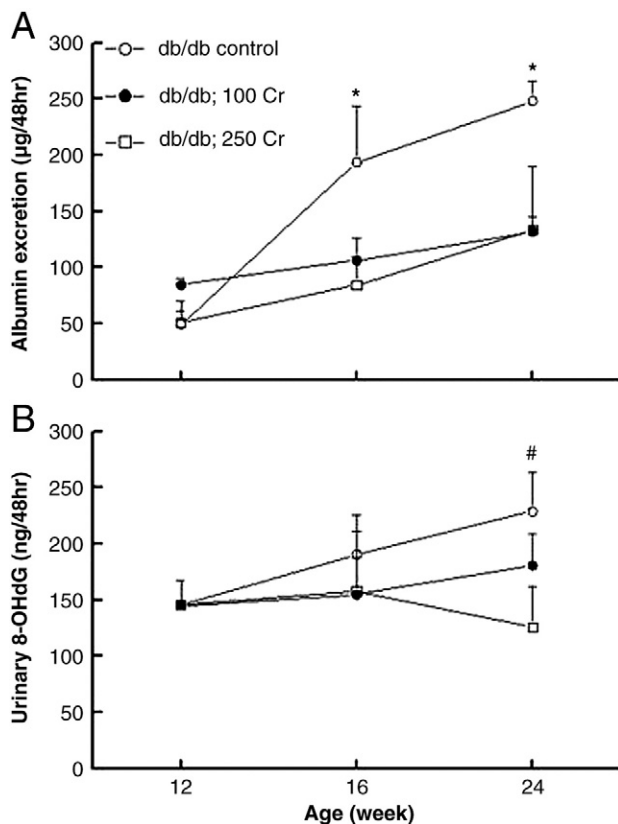 A
300
250
200
150
100
50
0
Albumin excretion (µg/48hr)
db/db control
db/db; 100 Cr
db/db; 250 Cr
*
*
B
300
250
200
150
100
50
0
Urinary 8-OHdG (ng/48hr)
#
12
16
24
Age (week)